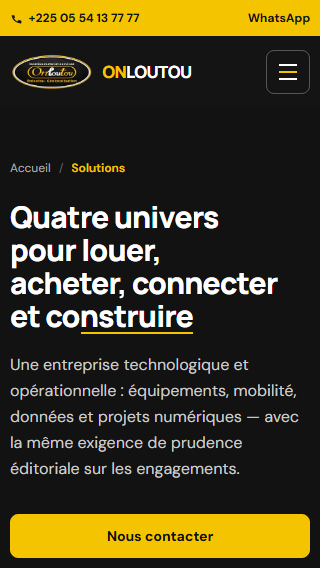 +225 05 54 13 77 77
WhatsApp
OnLoutou
ONLOUTOU
Accueil / Solutions
Quatre univers
pour louer,
acheter, connecter
et construire
Une entreprise technologique et
opérationnelle : équipements, mobilité,
données et projets numériques — avec
la même exigence de prudence
éditoriale sur les engagements.
Nous contacter